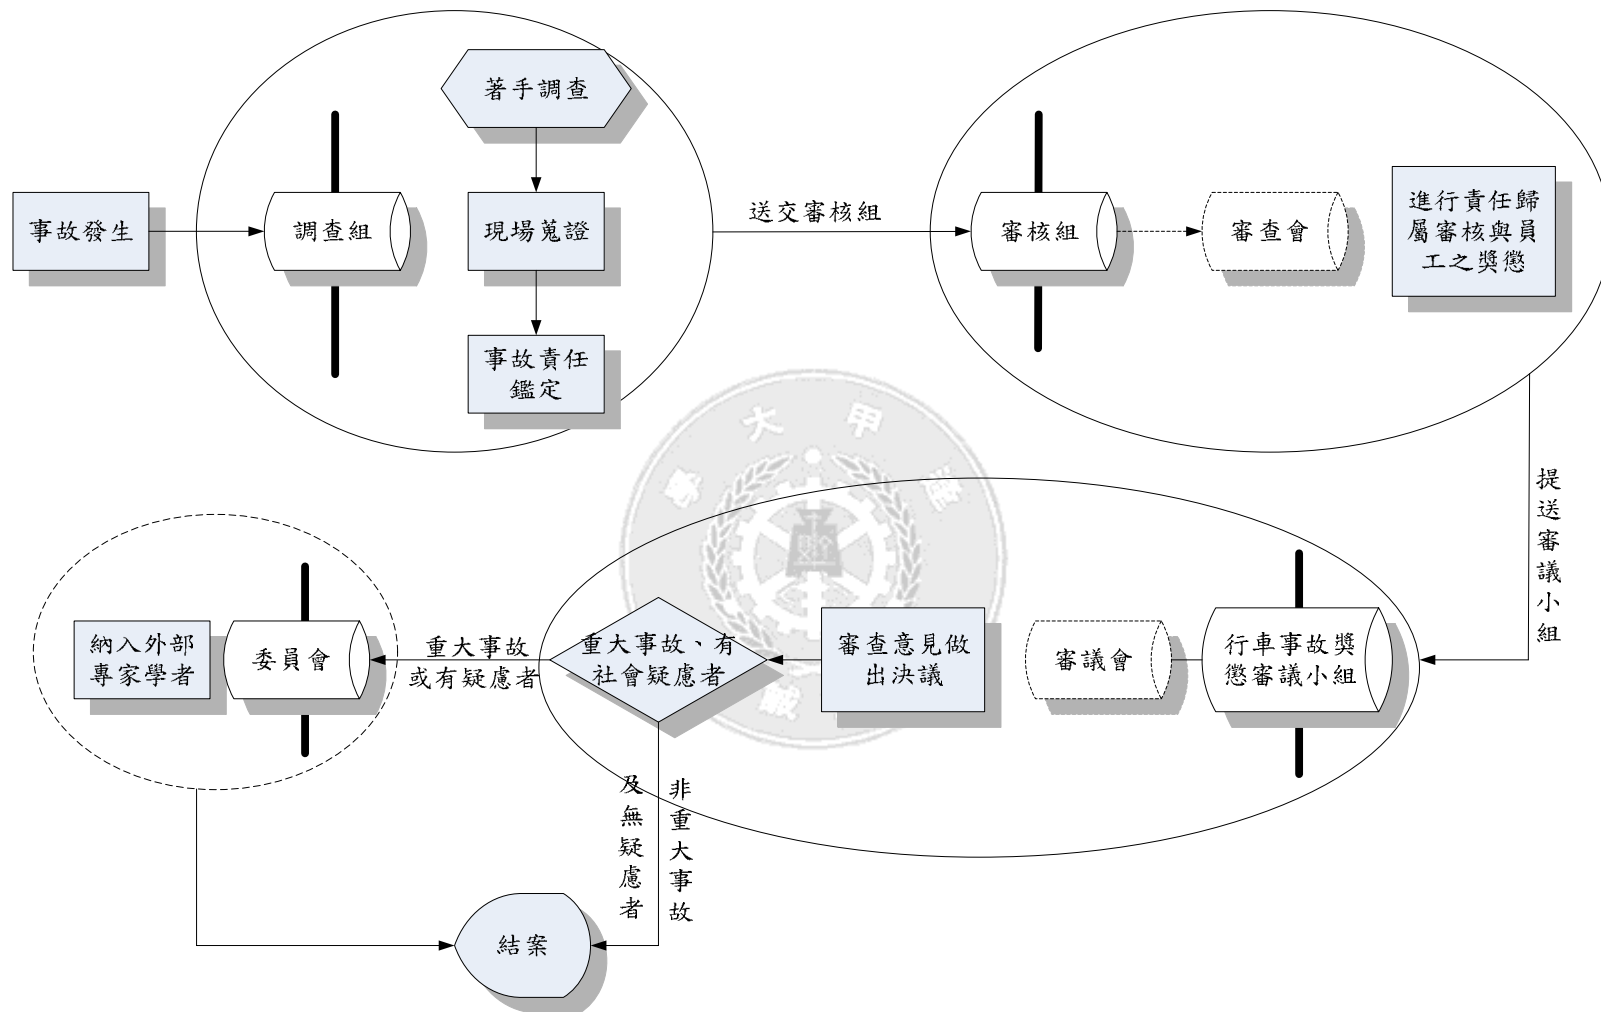 著手調查
事故發生
調查組
現場蒐證
事故責任
鑑定
送交審核組
審核組
審查會
進行責任歸
屬審核與員
工之獎懲
提送審議小組
行車事故獎
懲審議小組
審議會
審查意見做
出決議
重大事故、有
社會疑慮者
重大事故
或有疑慮者
委員會
納入外部
專家學者
非重大事故
及無疑慮者
結案
逢甲大學